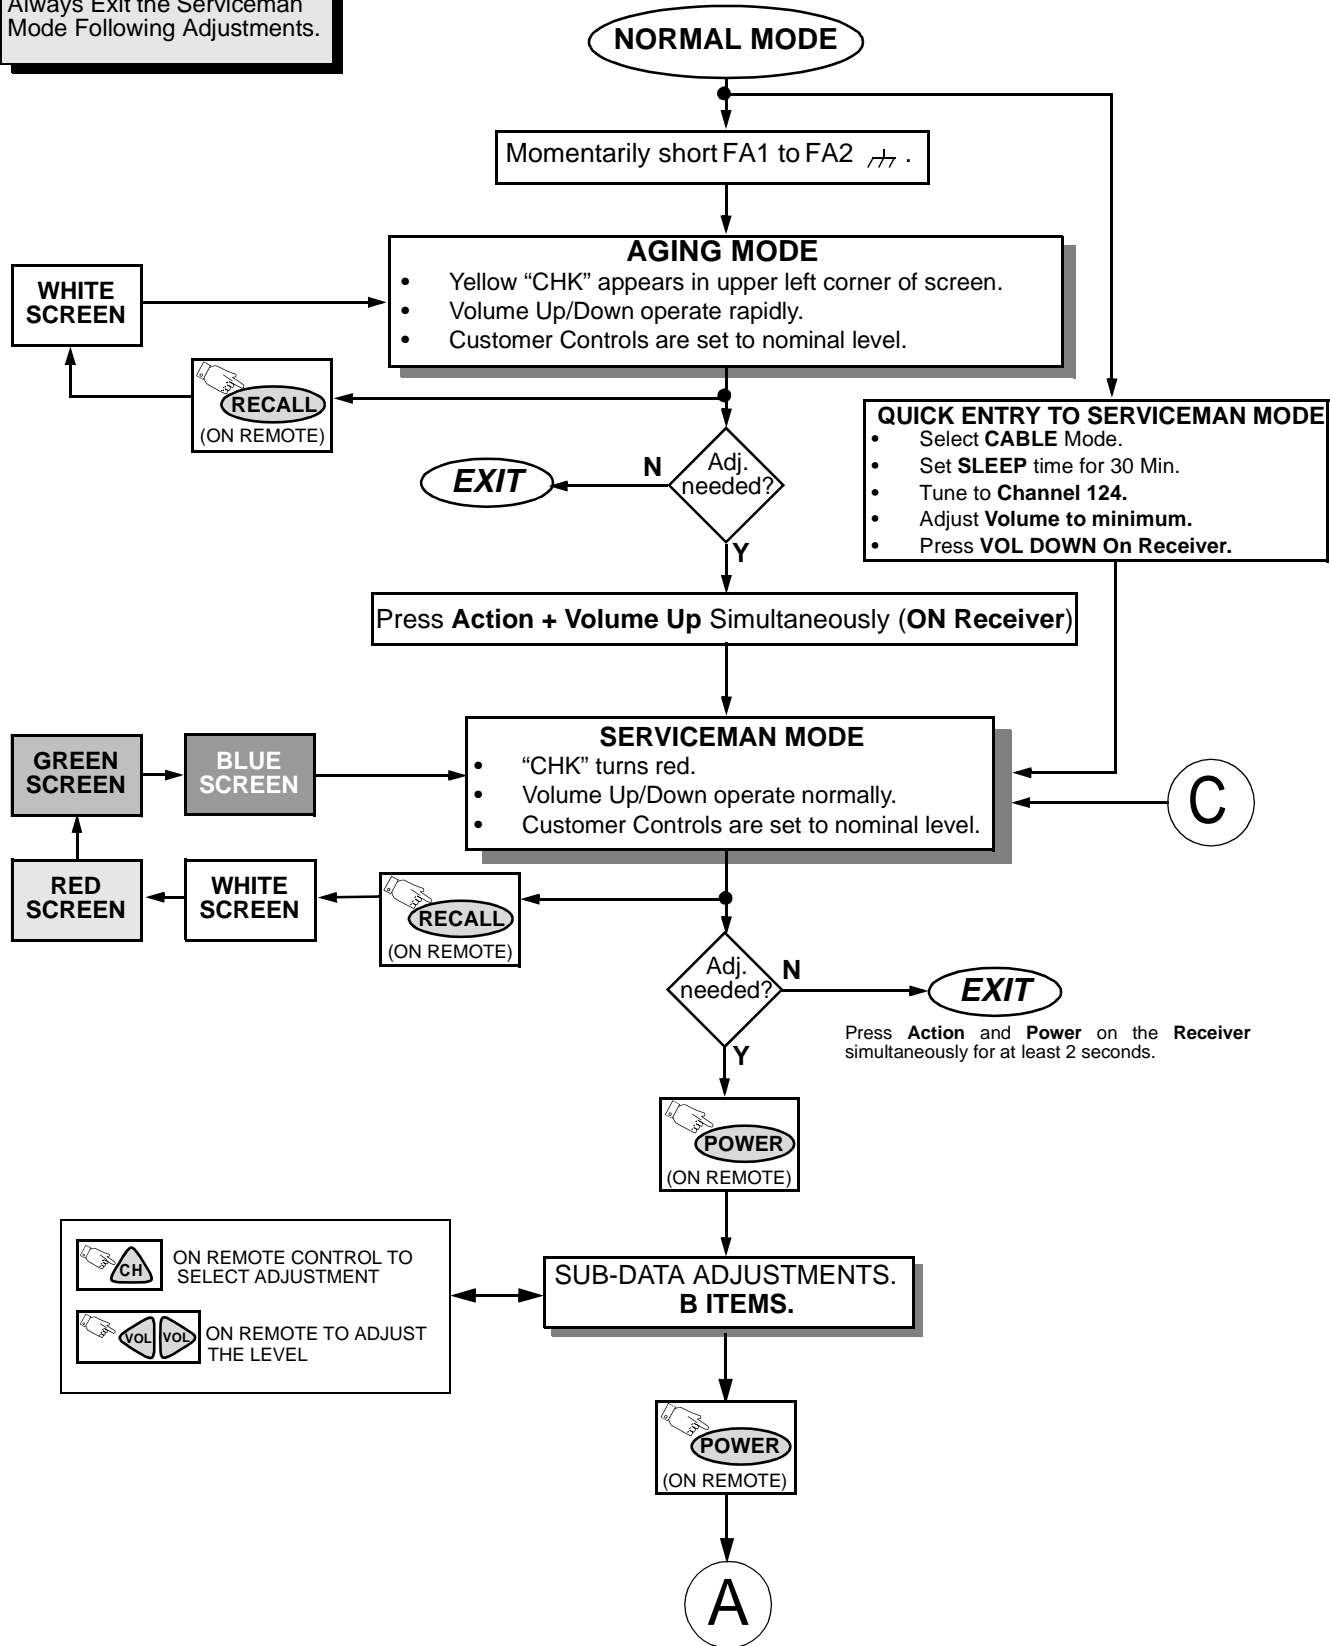 Always Exit the Serviceman
Mode Following Adjustments.
NORMAL MODE
Momentarily short FA1 to FA2 .
AGING MODE
• Yellow “CHK” appears in upper left corner of screen.
• Volume Up/Down operate rapidly.
• Customer Controls are set to nominal level.
WHITE
SCREEN
RECALL
(ON REMOTE)
QUICK ENTRY TO SERVICEMAN MODE
• Select CABLE Mode.
• Set SLEEP time for 30 Min.
• Tune to Channel 124.
• Adjust Volume to minimum.
• Press VOL DOWN On Receiver.
Adj.
needed?
N
EXIT
Y
Press Action + Volume Up Simultaneously (ON Receiver)
SERVICEMAN MODE
• “CHK” turns red.
• Volume Up/Down operate normally.
• Customer Controls are set to nominal level.
GREEN
SCREEN
BLUE
SCREEN
C
RED
SCREEN
WHITE
SCREEN
RECALL
(ON REMOTE)
Adj.
needed?
N
EXIT
Press Action and Power on the Receiver
simultaneously for at least 2 seconds.
Y
POWER
(ON REMOTE)
CH
ON REMOTE CONTROL TO
SELECT ADJUSTMENT
VOL VOL
ON REMOTE TO ADJUST
THE LEVEL
SUB-DATA ADJUSTMENTS.
B ITEMS.
POWER
(ON REMOTE)
A